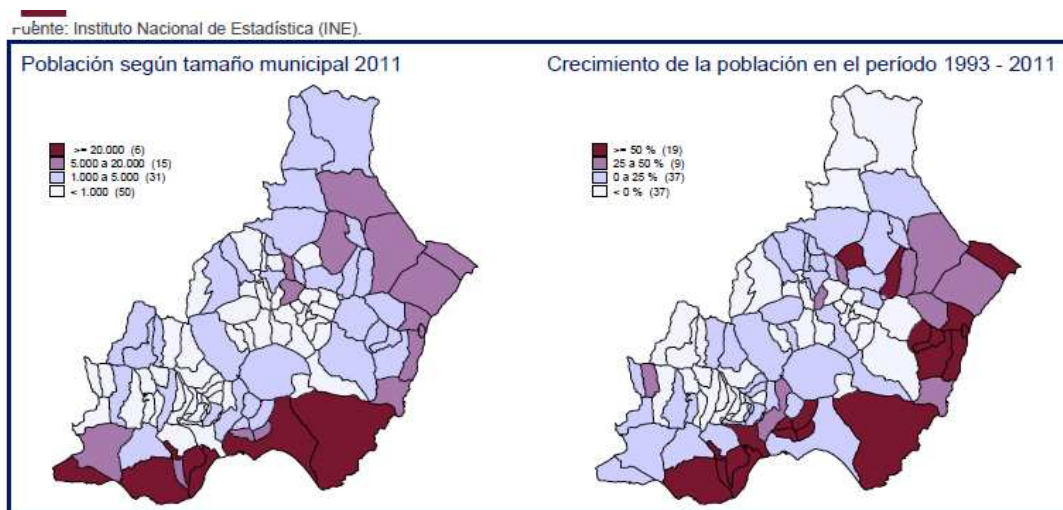 Fuente: Instituto Nacional de Estadística (INE).
Población según tamaño municipal 2011
>= 20.000 (6)
5.000 a 20.000 (15)
1.000 a 5.000 (31)
< 1.000 (50)
Crecimiento de la población en el período 1993 - 2011
>= 50 % (19)
25 a 50 % (9)
0 a 25 % (37)
< 0 % (37)